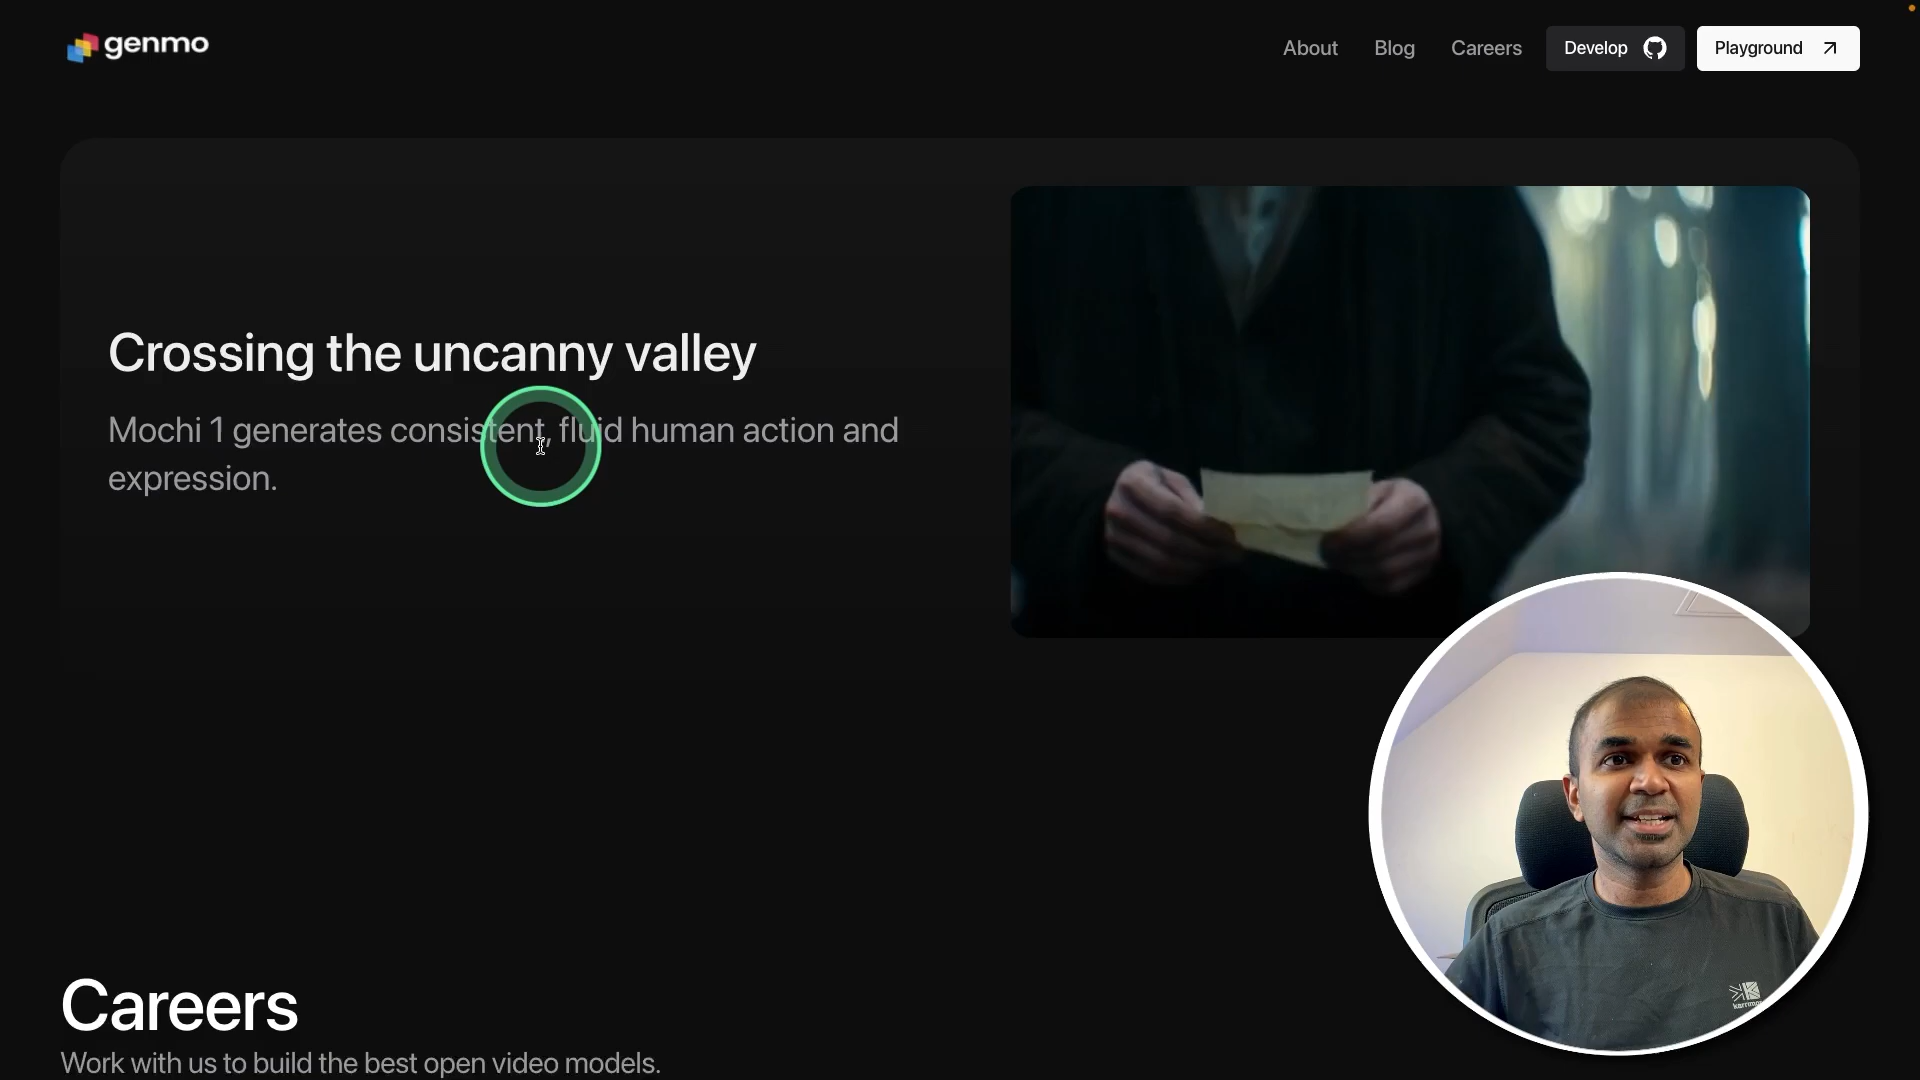 genmo
About
Blog
Careers
Develop
Playground
Crossing the uncanny valley
Mochi 1 generates consistent, fluid human action and
expression.
Careers
Work with us to build the best open video models.